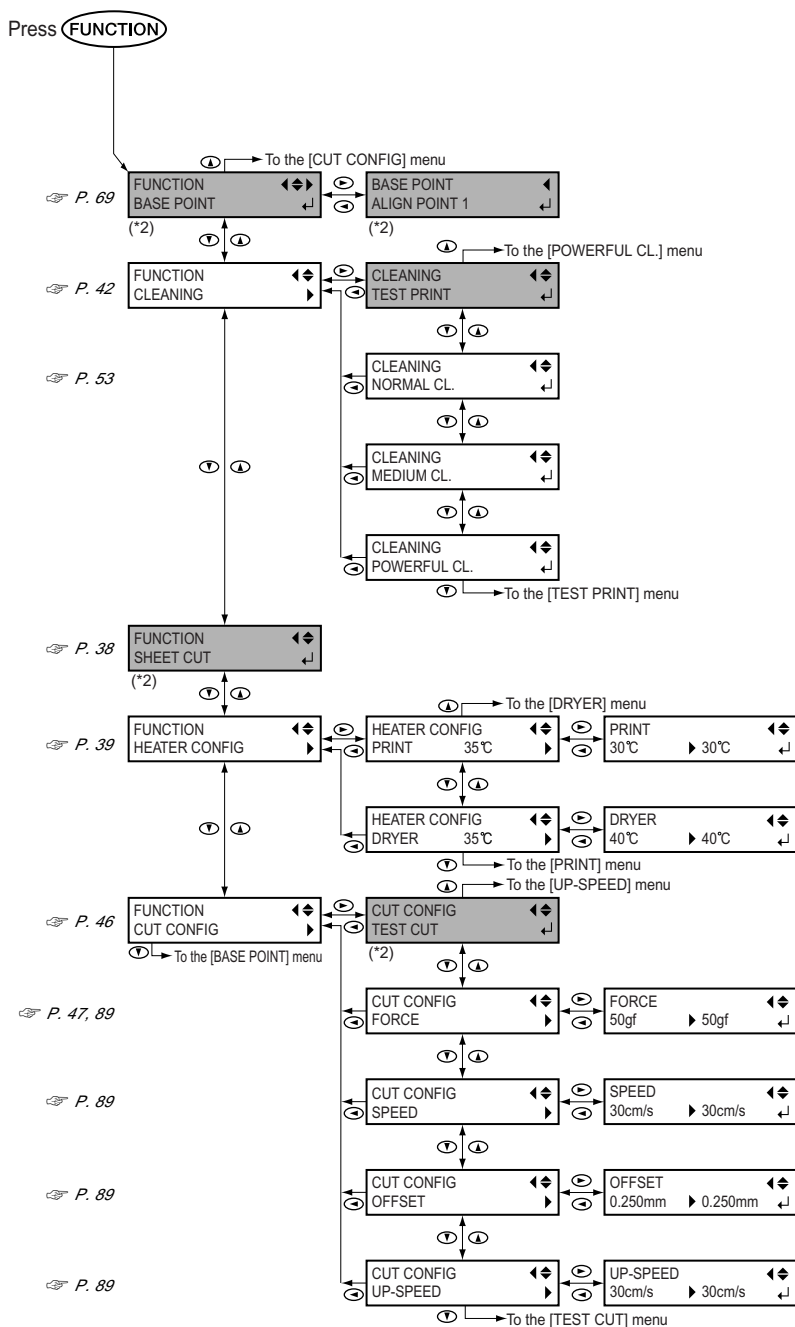 Press FUNCTION
To the [CUT CONFIG] menu
☞ P. 69
FUNCTION
BASE POINT
(*2)
BASE POINT
ALIGN POINT 1
(*2)
To the [POWERFUL CL.] menu
☞ P. 42
FUNCTION
CLEANING
CLEANING
TEST PRINT
☞ P. 53
CLEANING
NORMAL CL.
CLEANING
MEDIUM CL.
CLEANING
POWERFUL CL.
To the [TEST PRINT] menu
☞ P. 38
FUNCTION
SHEET CUT
(*2)
To the [DRYER] menu
☞ P. 39
FUNCTION
HEATER CONFIG
HEATER CONFIG
PRINT 35℃
PRINT
30℃ 30℃
HEATER CONFIG
DRYER 35℃
DRYER
40℃ 40℃
To the [PRINT] menu
To the [UP-SPEED] menu
☞ P. 46
FUNCTION
CUT CONFIG
To the [BASE POINT] menu
CUT CONFIG
TEST CUT
(*2)
☞ P. 47, 89
CUT CONFIG
FORCE
FORCE
50gf 50gf
☞ P. 89
CUT CONFIG
SPEED
SPEED
30cm/s 30cm/s
☞ P. 89
CUT CONFIG
OFFSET
OFFSET
0.250mm 0.250mm
☞ P. 89
CUT CONFIG
UP-SPEED
UP-SPEED
30cm/s 30cm/s
To the [TEST CUT] menu